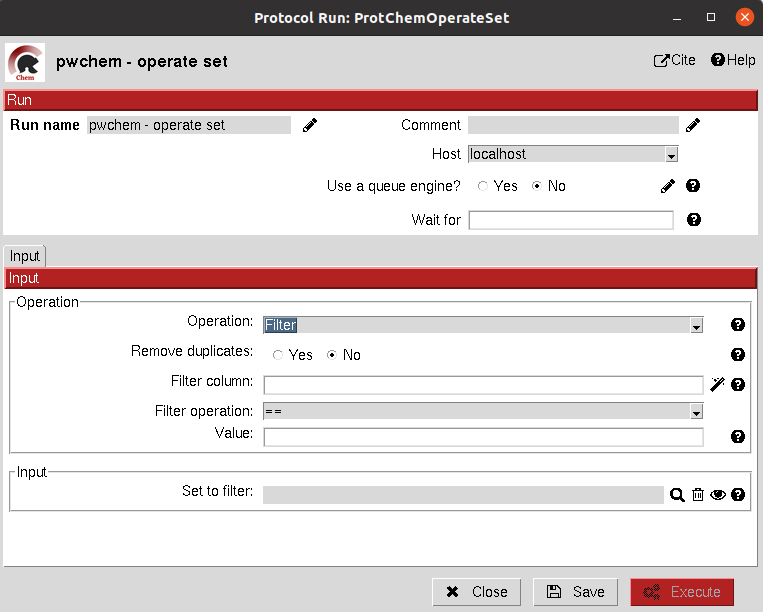 Protocol Run: ProtChemOperateSet
Chem
pwchem - operate set
Cite Help
Run
Run name pwchem - operate set Comment
Host localhost
Use a queue engine? Yes No
Wait for
Input
Input
Operation
Operation: Filter
Remove duplicates: Yes No
Filter column:
Filter operation: ==
Value:
Input
Set to filter:
Close Save Execute